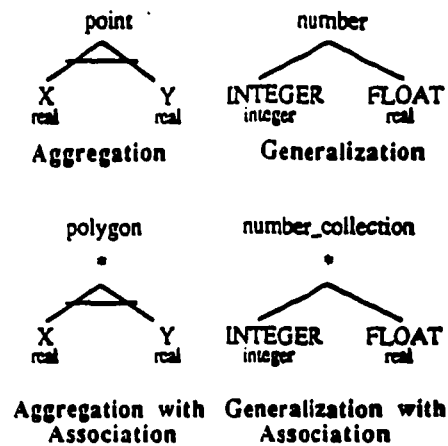 point number
X Y INTEGER FLOAT
real real integer real
Aggregation Generalization
polygon number_collection
* *
X Y INTEGER FLOAT
real real integer real
Aggregation with Generalization with
Association Association